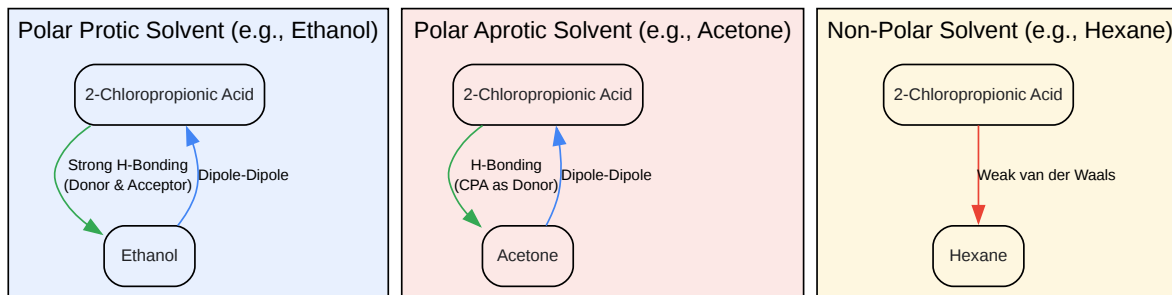 Polar Protic Solvent (e.g., Ethanol)
2-Chloropropionic Acid
Strong H-Bonding
(Donor & Acceptor)
Dipole-Dipole
Ethanol
Polar Aprotic Solvent (e.g., Acetone)
2-Chloropropionic Acid
H-Bonding
(CPA as Donor)
Dipole-Dipole
Acetone
Non-Polar Solvent (e.g., Hexane)
2-Chloropropionic Acid
Weak van der Waals
Hexane